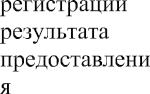 регистрации
результата
предоставлени
я